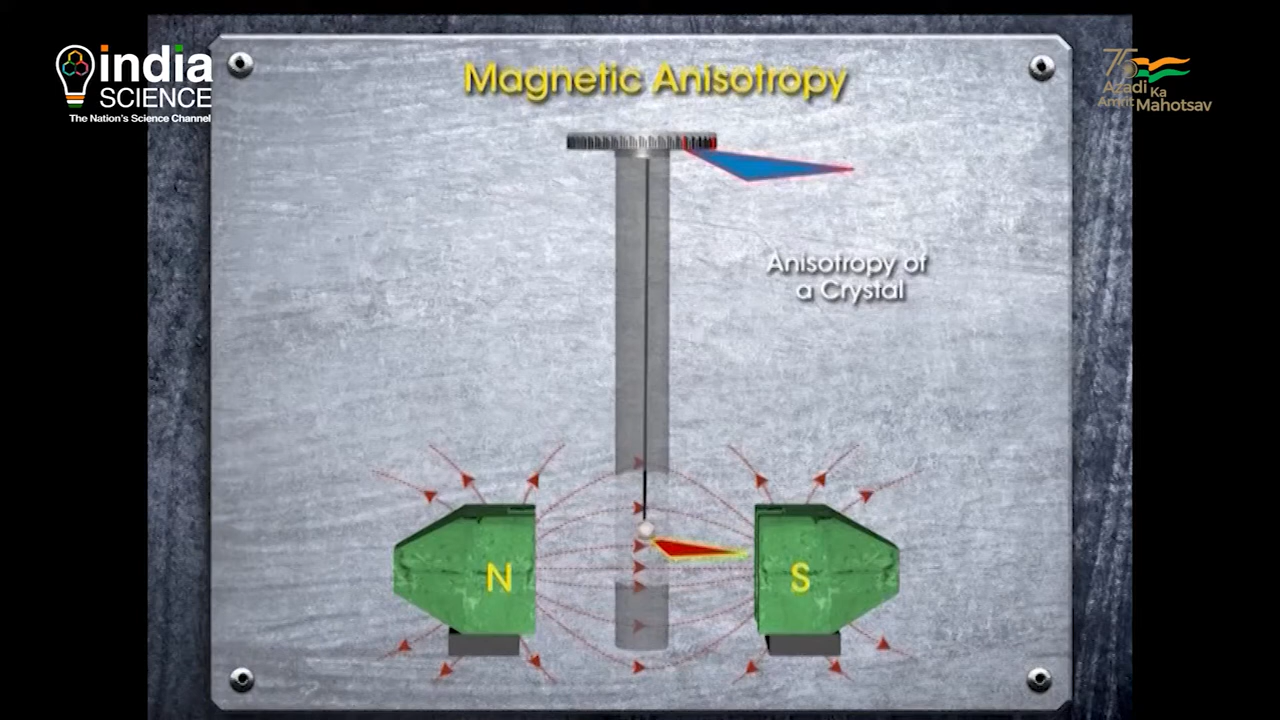 india
SCIENCE
The Nation's Science Channel
75
Azadi Ka
Amrit Mahotsav
Magnetic Anisotropy
Anisotropy of
a Crystal
N
S